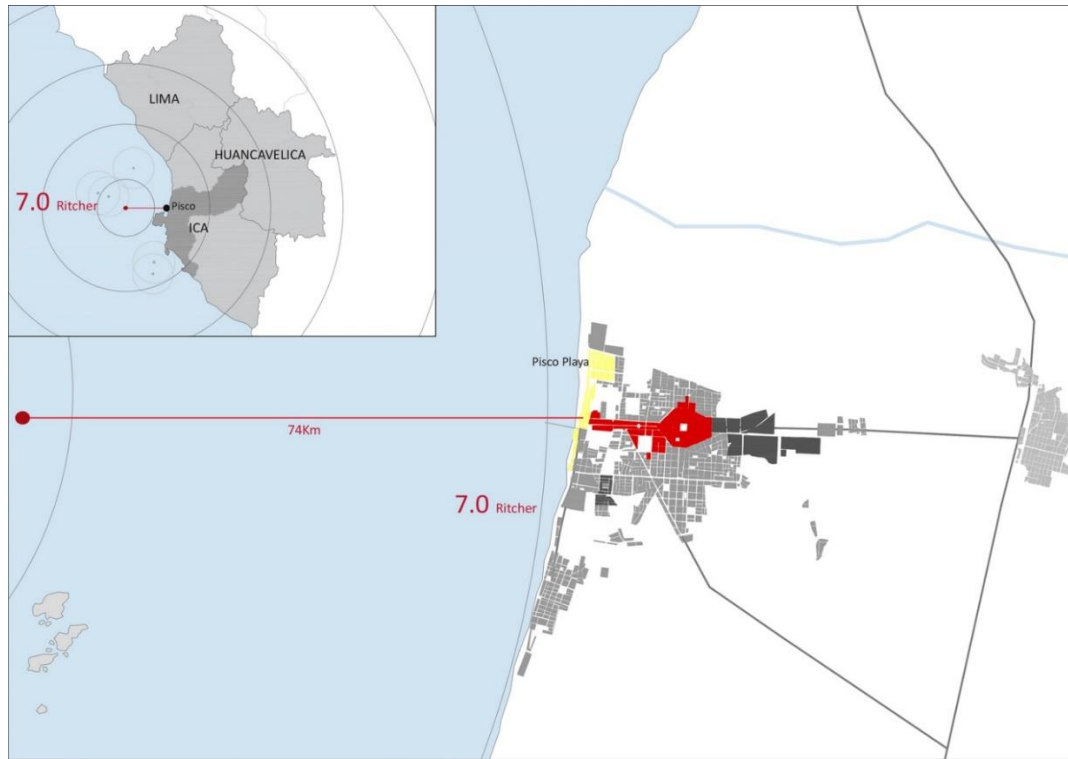 LIMA
HUANCAVELICA
7.0 Ritcher
Pisco
ICA
Pisco Playa
74Km
7.0 Ritcher